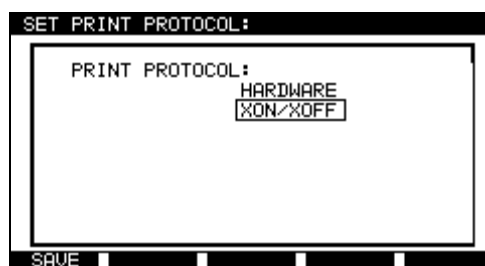 SET PRINT PROTOCOL:
PRINT PROTOCOL:
HARDWARE
XON/XOFF
SAVE